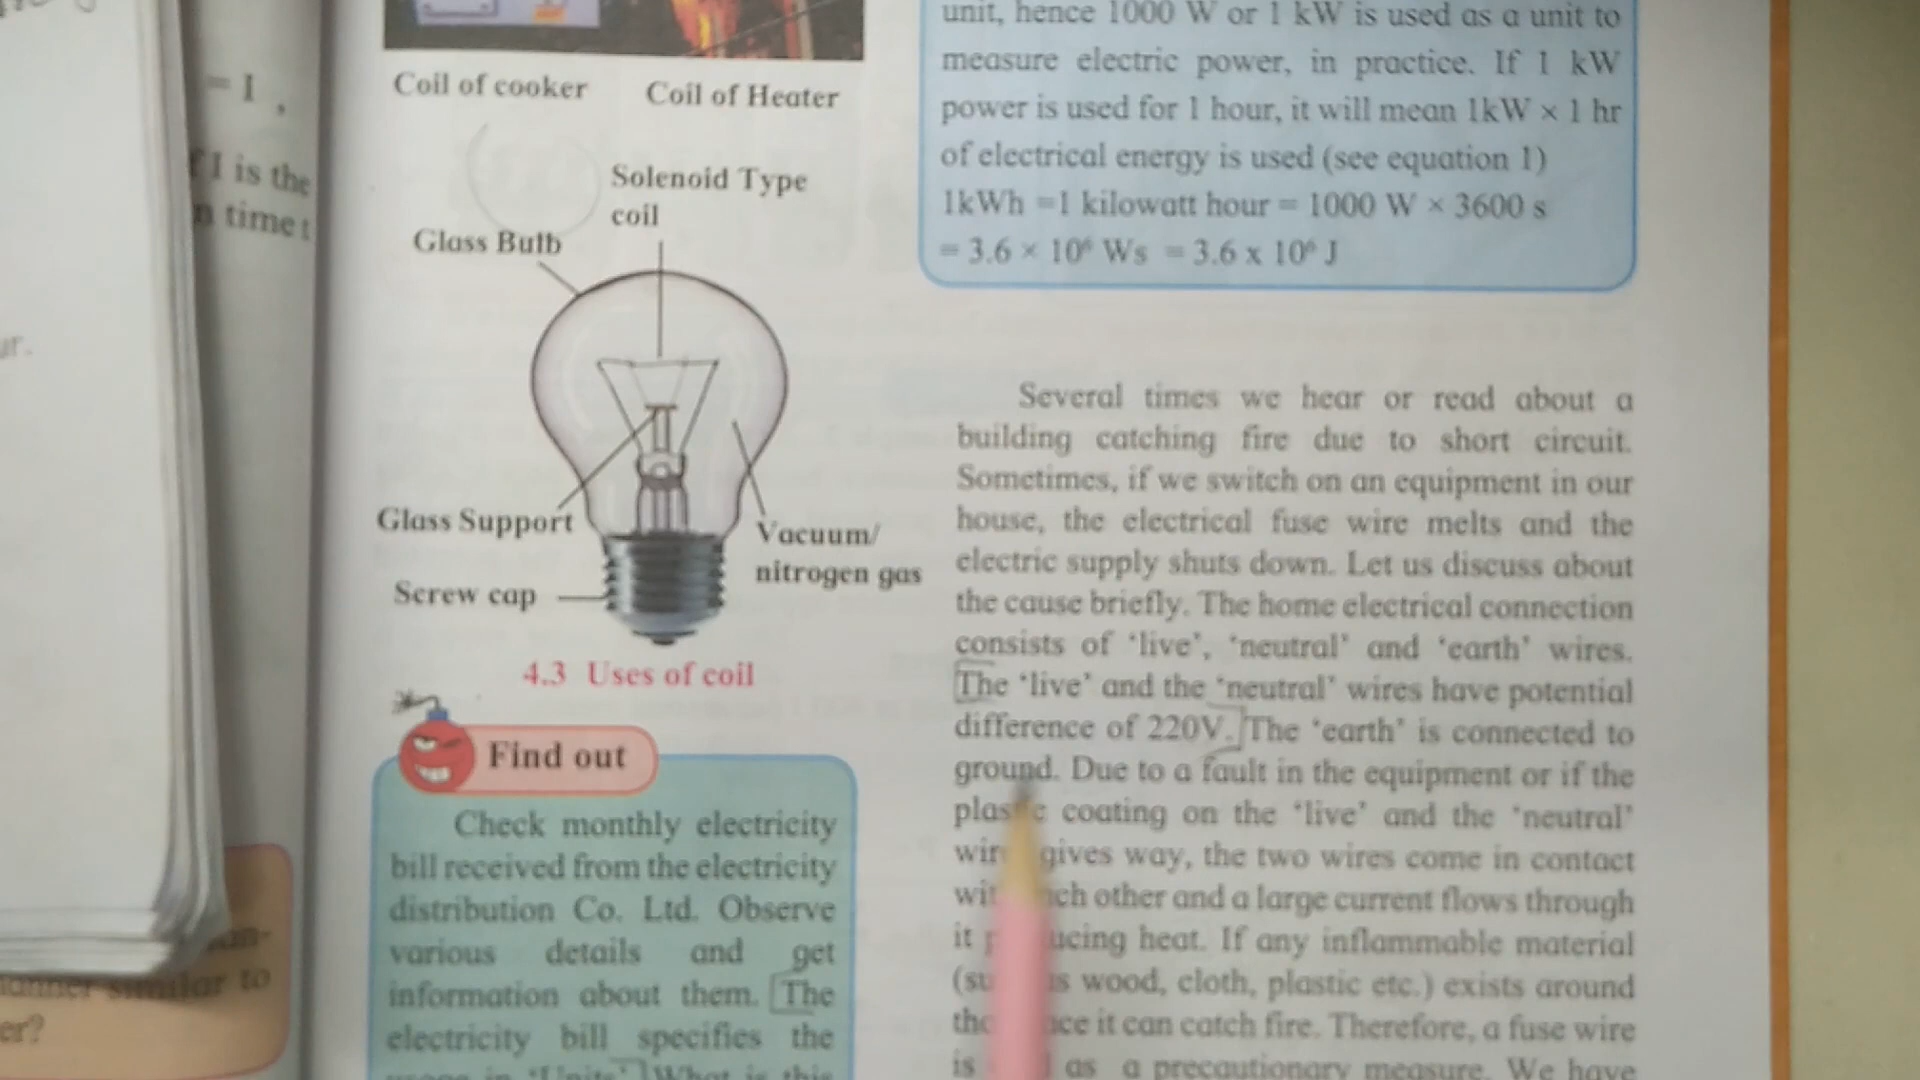 = 1 ,
I is the
time t
Coil of cooker
Coil of Heater
Solenoid Type
coil
Glass Bulb
Glass Support
Vacuum/
nitrogen gas
Screw cap
4.3 Uses of coil
Find out
Check monthly electricity
bill received from the electricity
distribution Co. Ltd. Observe
various details and get
information about them. The
electricity bill specifies the
usage in 'Units'. What is this
unit, hence 1000 W or 1 kW is used as a unit to
measure electric power, in practice. If 1 kW
power is used for 1 hour, it will mean 1kW × 1 hr
of electrical energy is used (see equation 1)
1kWh =1 kilowatt hour = 1000 W × 3600 s
= 3.6 × 10⁶ Ws = 3.6 x 10⁶ J
Several times we hear or read about a
building catching fire due to short circuit.
Sometimes, if we switch on an equipment in our
house, the electrical fuse wire melts and the
electric supply shuts down. Let us discuss about
the cause briefly. The home electrical connection
consists of 'live', 'neutral' and 'earth' wires.
The 'live' and the 'neutral' wires have potential
difference of 220V. The 'earth' is connected to
ground. Due to a fault in the equipment or if the
plastic coating on the 'live' and the 'neutral'
gives way, the two wires come in contact
other and a large current flows through
it heat. If any inflammable material
wood, cloth, plastic etc.) exists around
it can catch fire. Therefore, a fuse wire
is as a precautionary measure. We have
similar to
er?